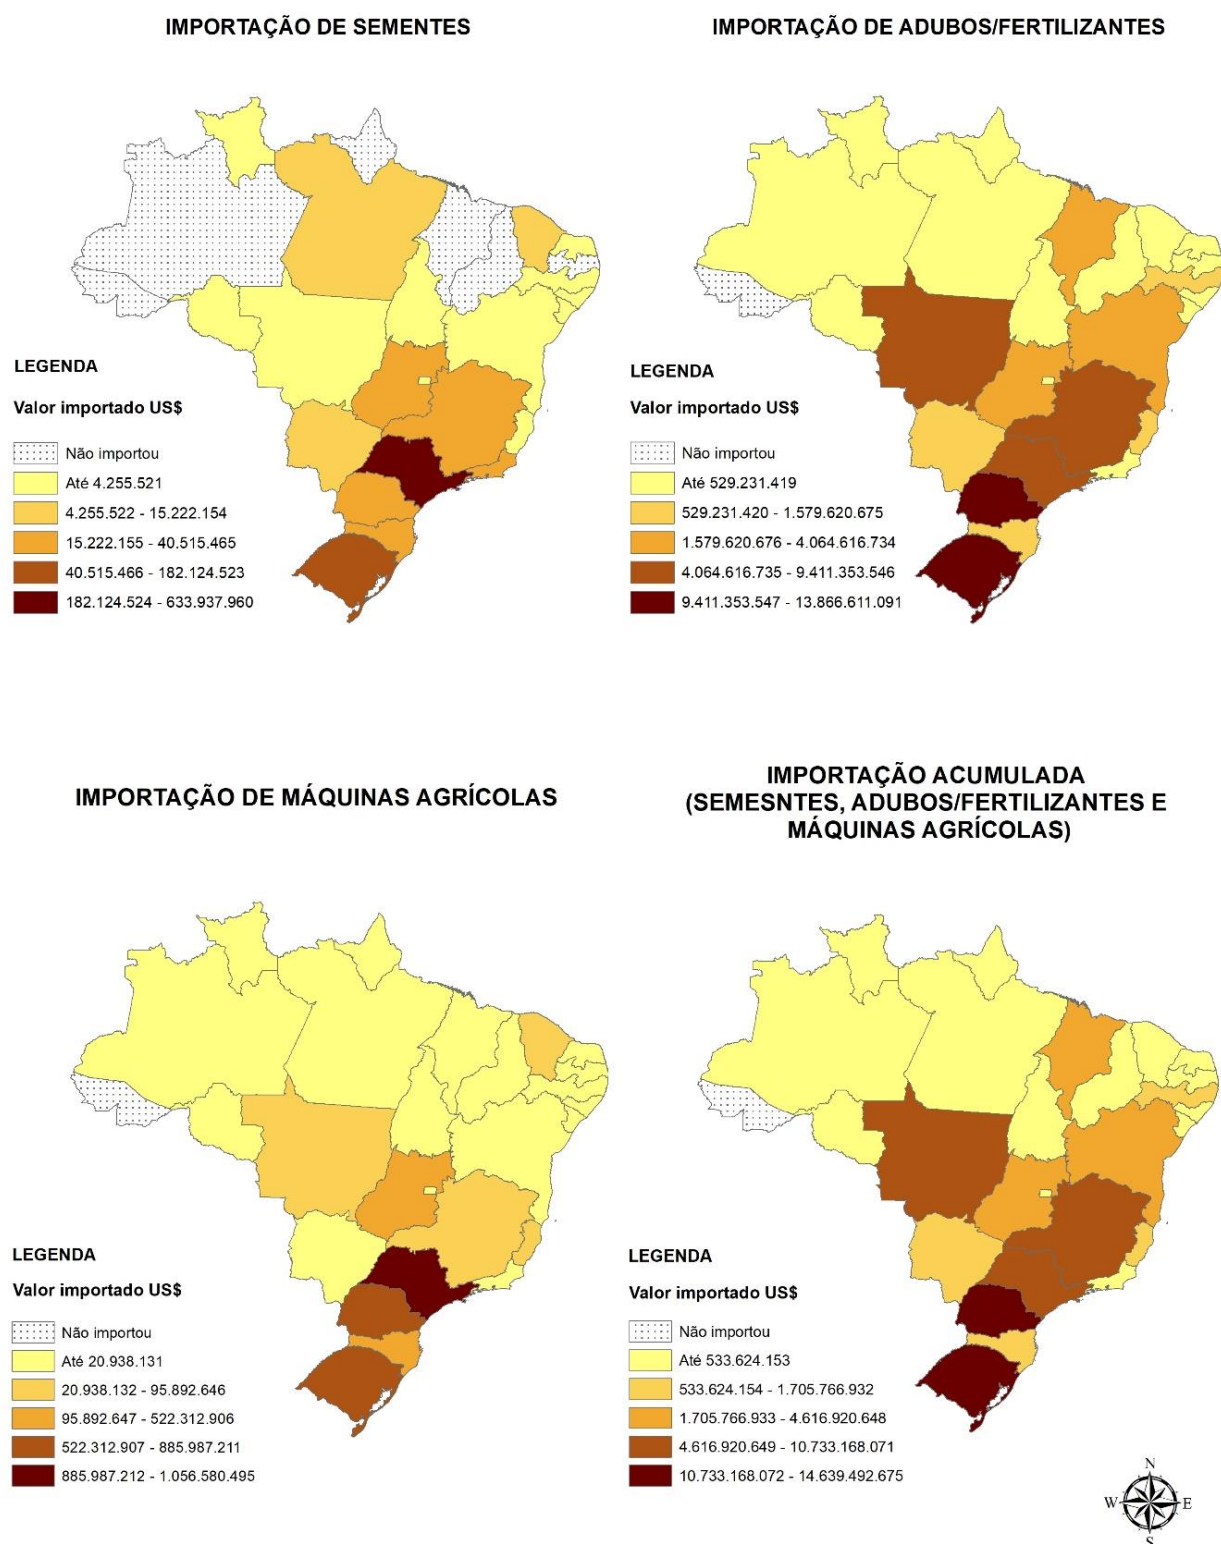 IMPORTAÇÃO DE SEMENTES
LEGENDA
Valor importado US$
Não importou
Até 4.255.521
4.255.522 - 15.222.154
15.222.155 - 40.515.465
40.515.466 - 182.124.523
182.124.524 - 633.937.960
IMPORTAÇÃO DE ADUBOS/FERTILIZANTES
LEGENDA
Valor importado US$
Não importou
Até 529.231.419
529.231.420 - 1.579.620.675
1.579.620.676 - 4.064.616.734
4.064.616.735 - 9.411.353.546
9.411.353.547 - 13.866.611.091
IMPORTAÇÃO DE MÁQUINAS AGRÍCOLAS
LEGENDA
Valor importado US$
Não importou
Até 20.938.131
20.938.132 - 95.892.646
95.892.647 - 522.312.906
522.312.907 - 885.987.211
885.987.212 - 1.056.580.495
IMPORTAÇÃO ACUMULADA
(SEMESNTES, ADUBOS/FERTILIZANTES E
MÁQUINAS AGRÍCOLAS)
LEGENDA
Valor importado US$
Não importou
Até 533.624.153
533.624.154 - 1.705.766.932
1.705.766.933 - 4.616.920.648
4.616.920.649 - 10.733.168.071
10.733.168.072 - 14.639.492.675
N
W E
S